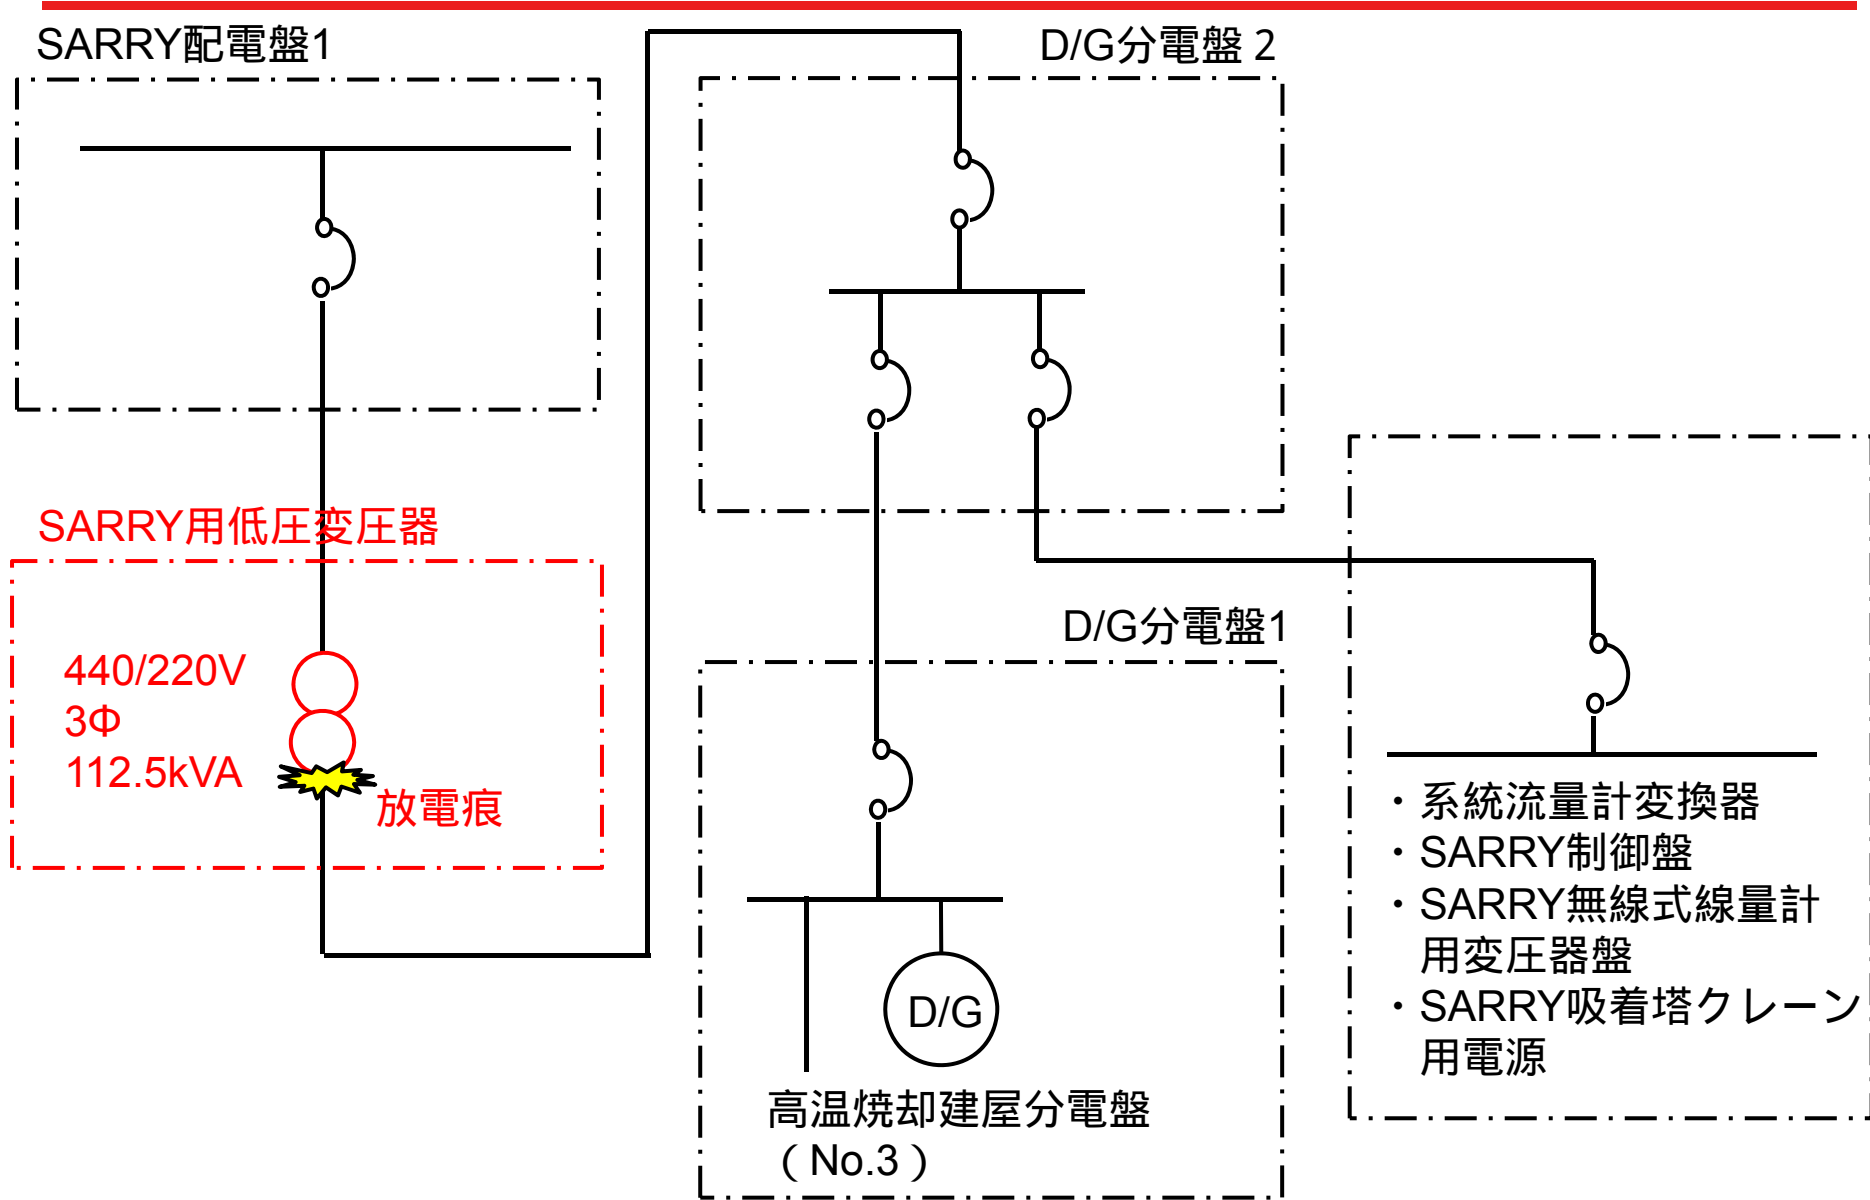 SARRY配電盤1
D/G分電盤 2
SARRY用低圧変圧器
440/220V
3Φ
112.5kVA
放電痕
D/G分電盤1
D/G
高温焼却建屋分電盤
（No.3）
・系統流量計変換器
・SARRY制御盤
・SARRY無線式線量計
用変圧器盤
・SARRY吸着塔クレーン
用電源